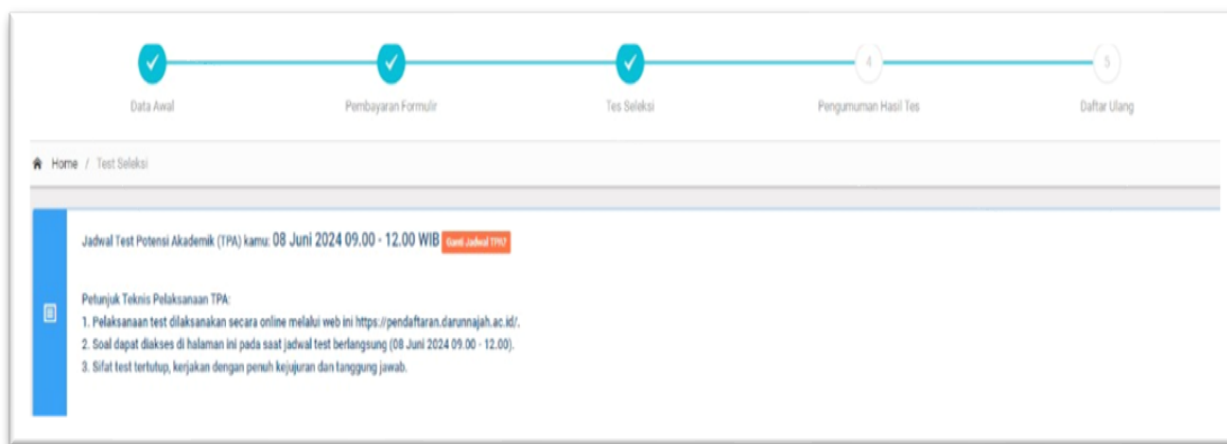 4
5
Data Awal
Pembayaran Formulir
Tes Seleksi
Pengumuman Hasil Tes
Daftar Ulang
Home / Test Seleksi
Jadwal Test Potensi Akademik (TPA) kamu: 08 Juni 2024 09.00 - 12.00 WIB Ganti Jadwal TPA?
Petunjuk Teknis Pelaksanaan TPA:
1. Pelaksanaan test dilaksanakan secara online melalui web ini https://pendaftaran.darunnajah.ac.id/.
2. Soal dapat diakses di halaman ini pada saat jadwal test berlangsung (08 Juni 2024 09.00 - 12.00).
3. Sifat test tertutup, kerjakan dengan penuh kejujuran dan tanggung jawab.